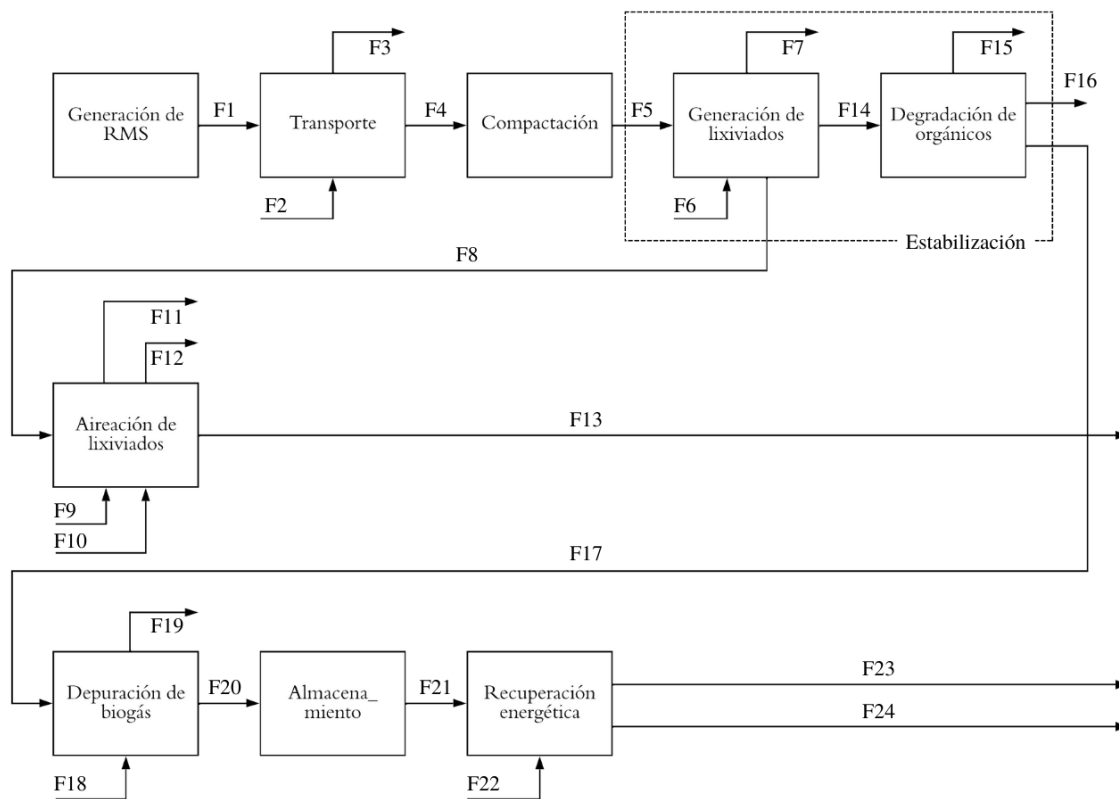 F3
F7
F15
F16
Generación de
RMS
F1
Transporte
F4
Compactación
F5
Generación de
lixiviados
F14
Degradación de
orgánicos
F2
F6
Estabilización
F8
F11
F12
Aireación de
lixiviados
F13
F9
F10
F17
F19
Depuración de
biogás
F20
Almacena_
miento
F21
Recuperación
energética
F23
F24
F18
F22